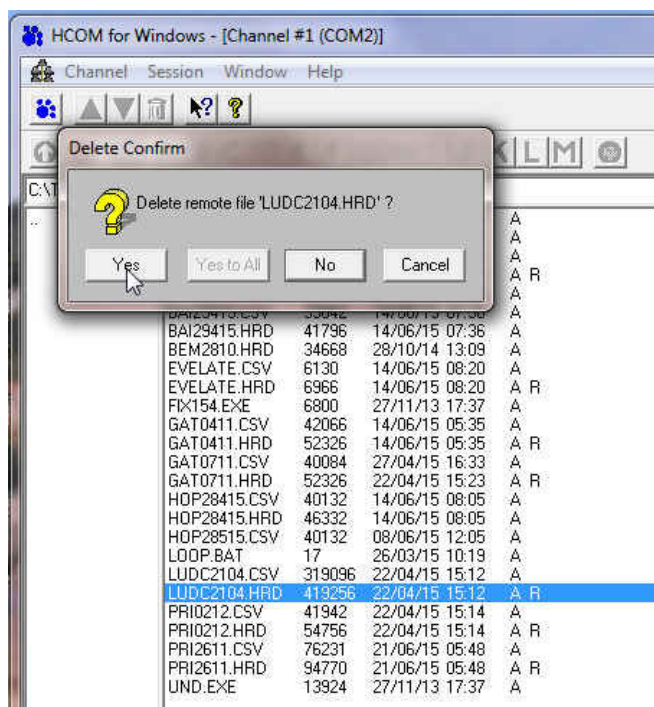 HCOM for Windows - [Channel #1 (COM2)]
Channel Session Window Help
Delete Confirm
K L M
C:\T
Delete remote file 'LUDC2104.HRD' ?
Yes Yes to All No Cancel
..
A
A
A
A R
A
BAI29415.HRD 41796 14/06/15 07:36 A
BEM2810.HRD 34668 28/10/14 13:09 A
EVELATE.CSV 6130 14/06/15 08:20 A
EVELATE.HRD 6966 14/06/15 08:20 A R
FIX154.EXE 6800 27/11/13 17:37 A
GAT0411.CSV 42066 14/06/15 05:35 A
GAT0411.HRD 52326 14/06/15 05:35 A R
GAT0711.CSV 40084 27/04/15 16:33 A
GAT0711.HRD 52326 22/04/15 15:23 A R
HOP28415.CSV 40132 14/06/15 08:05 A
HOP28415.HRD 46332 14/06/15 08:05 A
HOP28515.CSV 40132 08/06/15 12:05 A
LOOP.BAT 17 26/03/15 10:19 A
LUDC2104.CSV 319096 22/04/15 15:12 A
LUDC2104.HRD 419256 22/04/15 15:12 A R
PRI0212.CSV 41942 22/04/15 15:14 A
PRI0212.HRD 54756 22/04/15 15:14 A R
PRI2611.CSV 76231 21/06/15 05:48 A
PRI2611.HRD 94770 21/06/15 05:48 A R
UND.EXE 13924 27/11/13 17:37 A